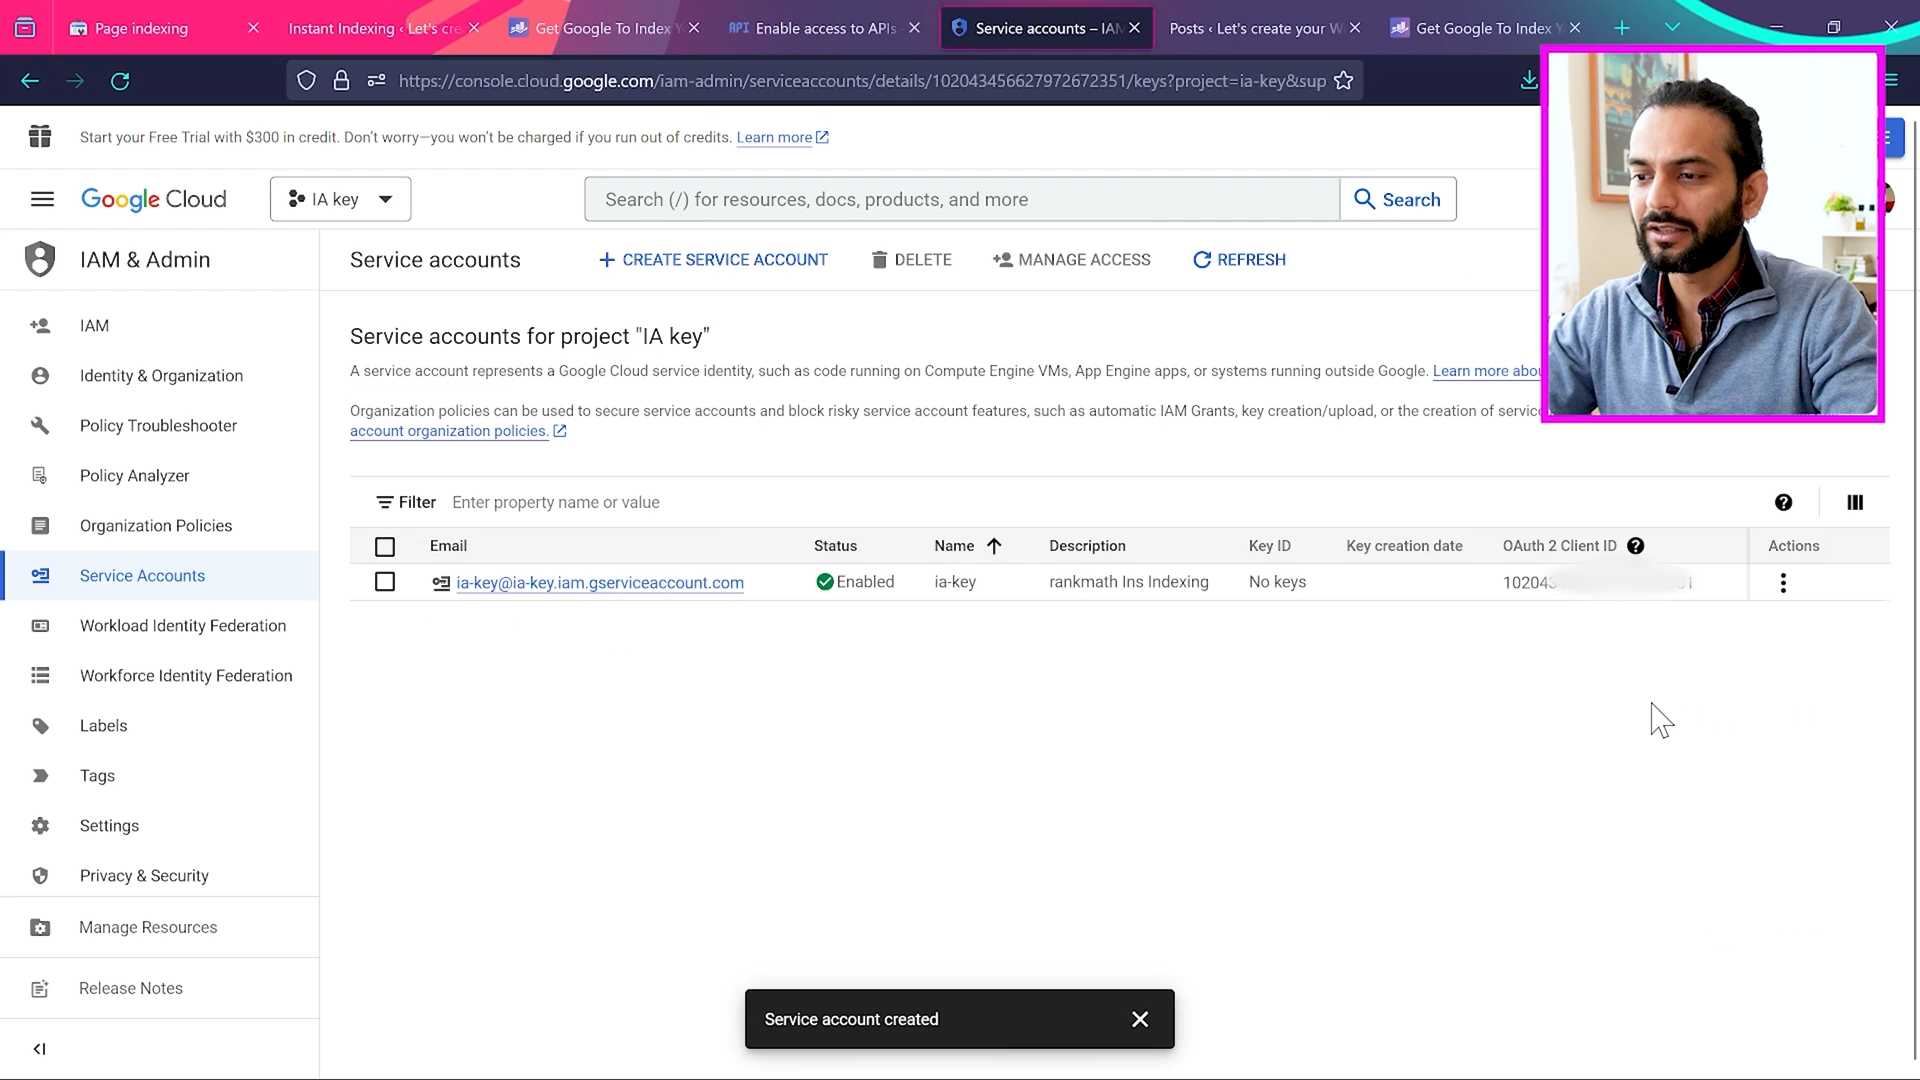 Page indexing
Instant Indexing ‹ Let's cre
Get Google To Index Y
API Enable access to APIs
Service accounts – IAM
Posts ‹ Let's create your W
Get Google To Index Y
https://console.cloud.google.com/iam-admin/serviceaccounts/details/102043456627972672351/keys?project=ia-key&sup
Start your Free Trial with $300 in credit. Don't worry—you won't be charged if you run out of credits. Learn more
Google Cloud
IA key
Search (/) for resources, docs, products, and more
Search
IAM & Admin
Service accounts
+ CREATE SERVICE ACCOUNT
DELETE
MANAGE ACCESS
REFRESH
IAM
Identity & Organization
Policy Troubleshooter
Policy Analyzer
Organization Policies
Service Accounts
Workload Identity Federation
Workforce Identity Federation
Labels
Tags
Settings
Privacy & Security
Manage Resources
Release Notes
Service accounts for project "IA key"
A service account represents a Google Cloud service identity, such as code running on Compute Engine VMs, App Engine apps, or systems running outside Google. Learn more abou
Organization policies can be used to secure service accounts and block risky service account features, such as automatic IAM Grants, key creation/upload, or the creation of servic
account organization policies.
Filter Enter property name or value
Email Status Name Description Key ID Key creation date OAuth 2 Client ID Actions
ia-key@ia-key.iam.gserviceaccount.com Enabled ia-key rankmath Ins Indexing No keys 102043
Service account created